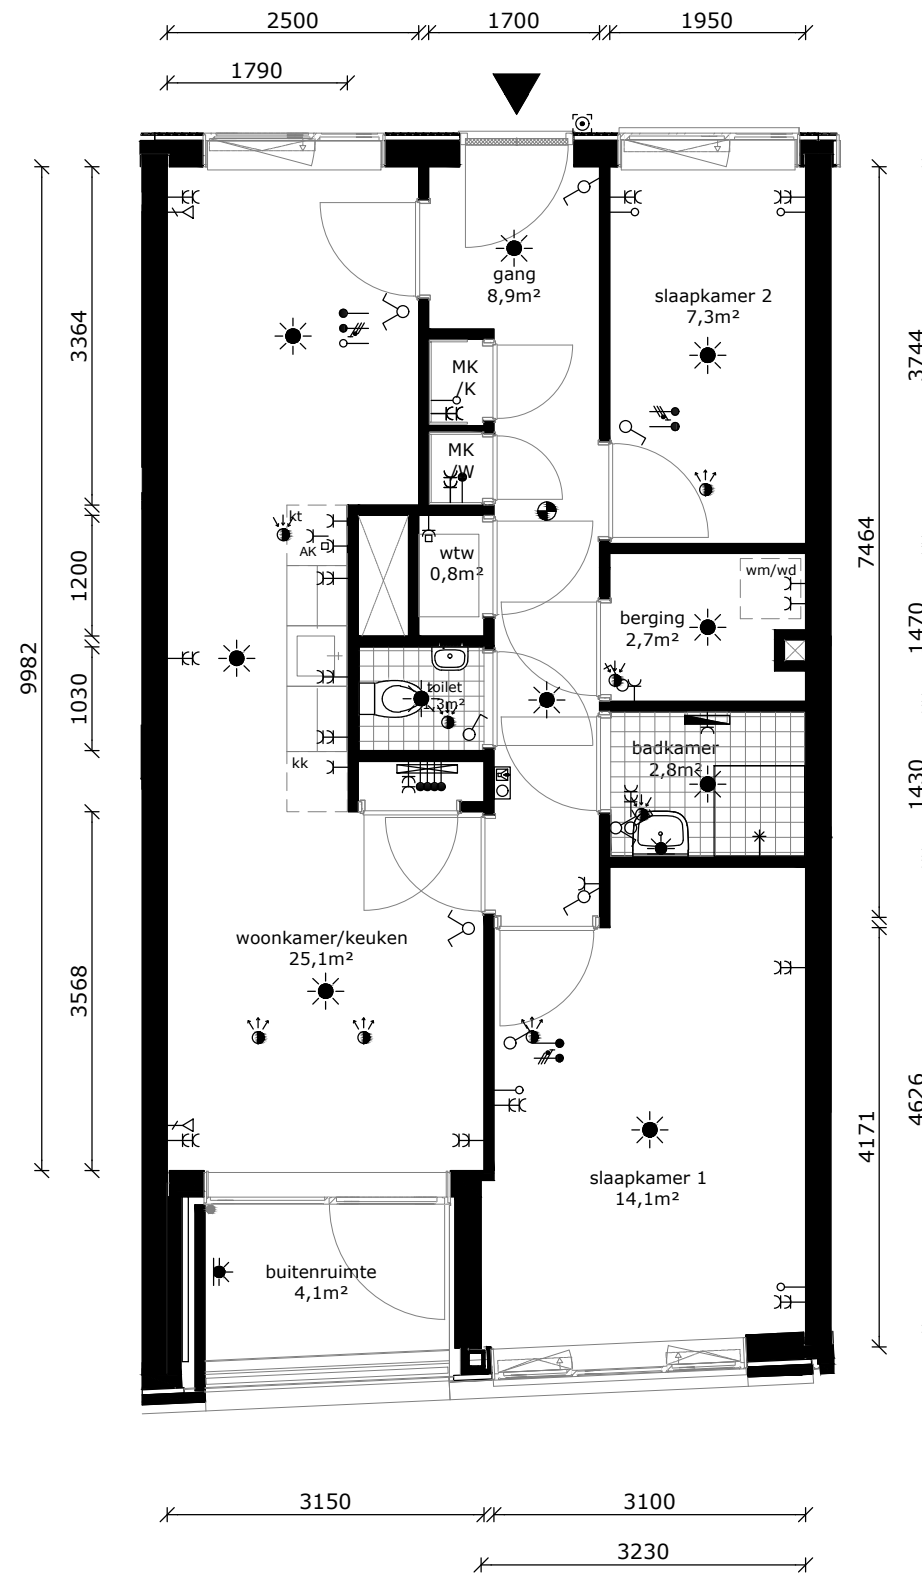 2500
1700
1950
1790
gang
8,9m²
slaapkamer 2
7,3m²
3364
3744
MK
/K
MK
/W
kt
AK
wtw
0,8m²
wm/wd
7464
1200
berging
2,7m²
1470
9982
1030
toilet
1,3m²
badkamer
2,8m²
kk
1430
woonkamer/keuken
25,1m²
3568
4626
4171
slaapkamer 1
14,1m²
buitenruimte
4,1m²
3150
3100
3230